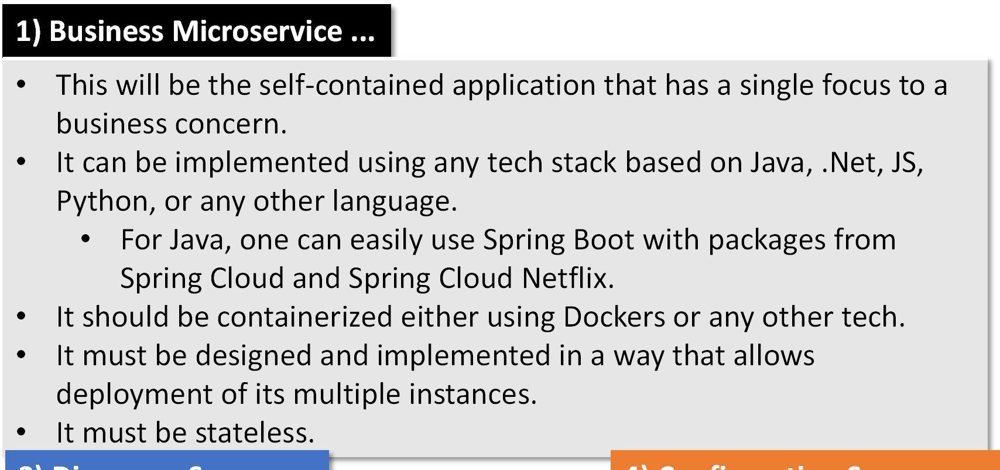 1) Business Microservice ...
• This will be the self-contained application that has a single focus to a
business concern.
• It can be implemented using any tech stack based on Java, .Net, JS,
Python, or any other language.
• For Java, one can easily use Spring Boot with packages from
Spring Cloud and Spring Cloud Netflix.
• It should be containerized either using Dockers or any other tech.
• It must be designed and implemented in a way that allows
deployment of its multiple instances.
• It must be stateless.